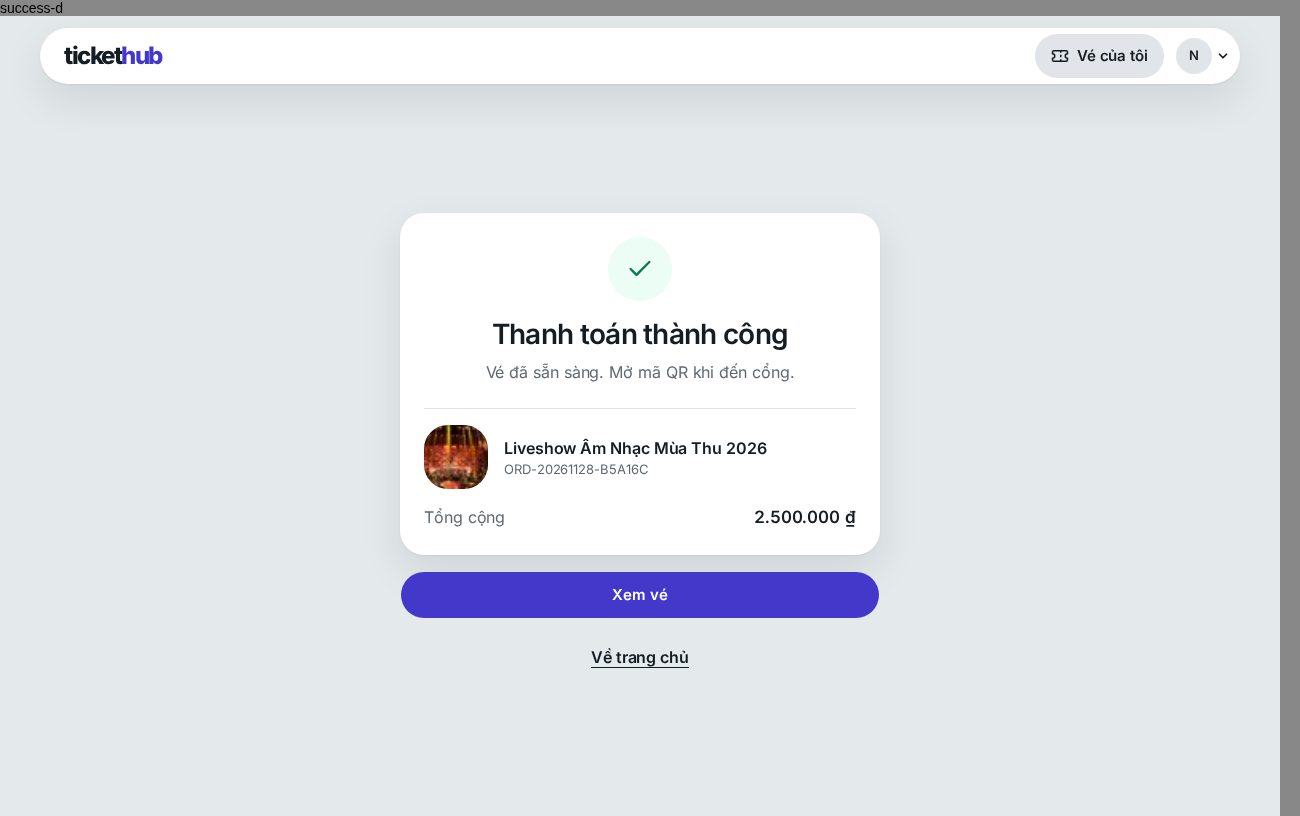 success-d
tickethub
Vé của tôi
N
Thanh toán thành công
Vé đã sẵn sàng. Mở mã QR khi đến cổng.
Liveshow Âm Nhạc Mùa Thu 2026
ORD-20261128-B5A16C
Tổng cộng 2.500.000 ₫
Xem vé
Về trang chủ